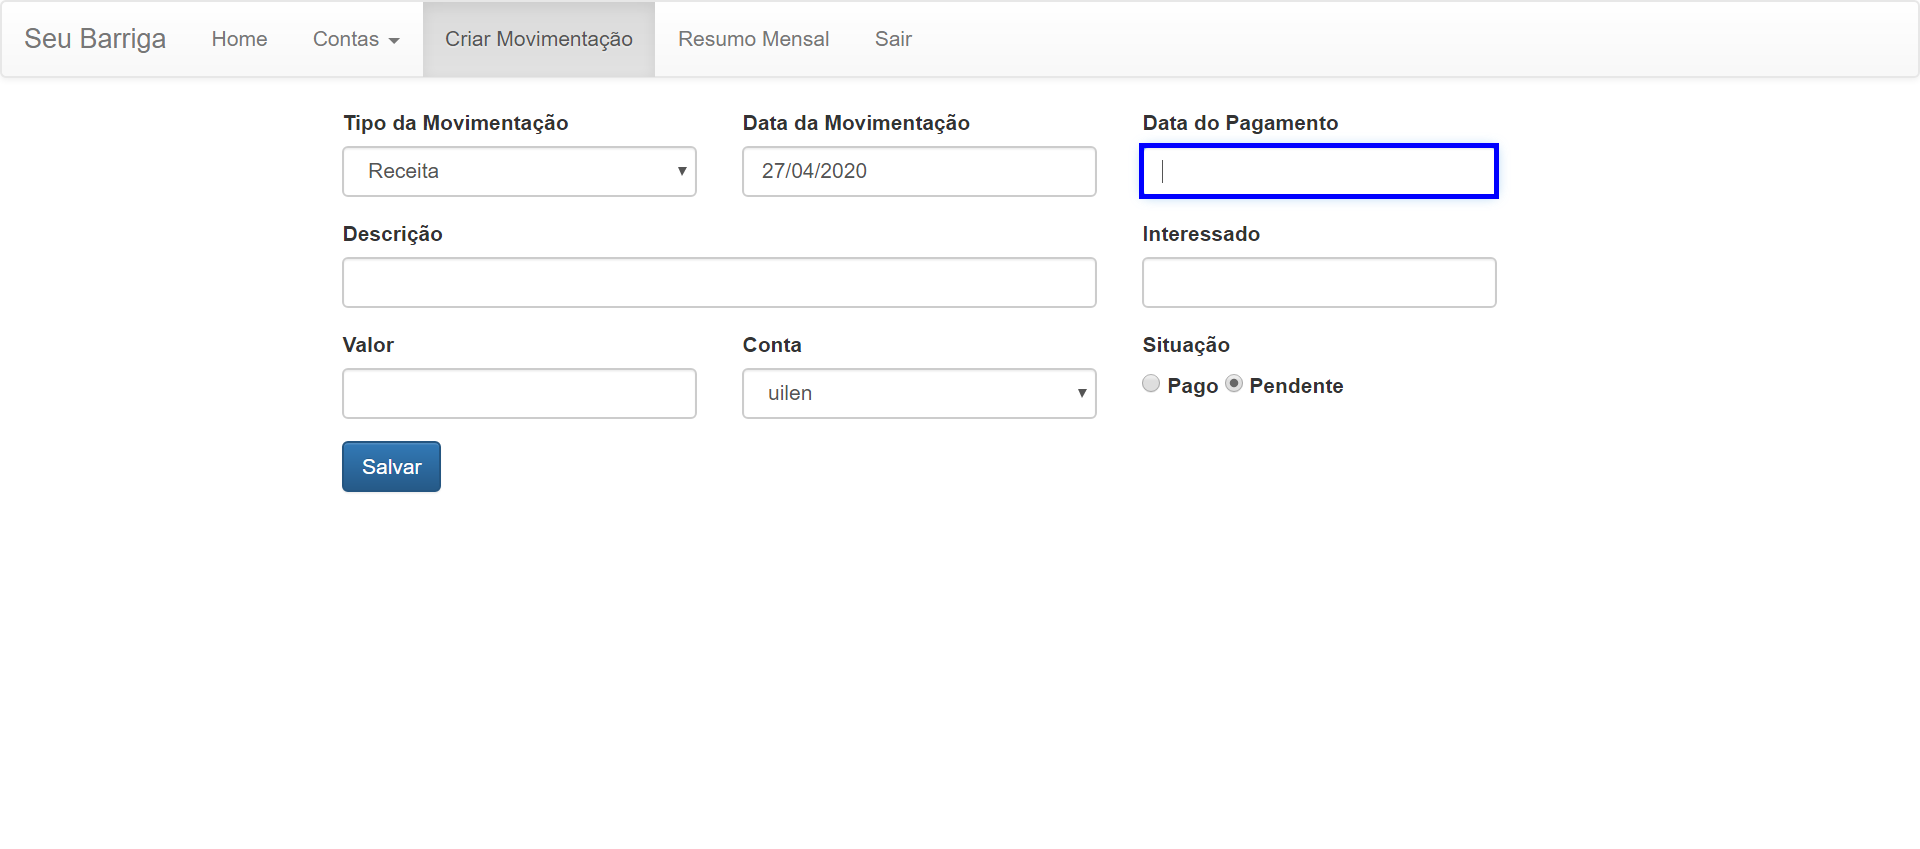 Seu Barriga Home Contas Criar Movimentação Resumo Mensal Sair
Tipo da Movimentação Data da Movimentação Data do Pagamento
Receita 27/04/2020
Descrição Interessado
Valor Conta Situação
uilen Pago Pendente
Salvar